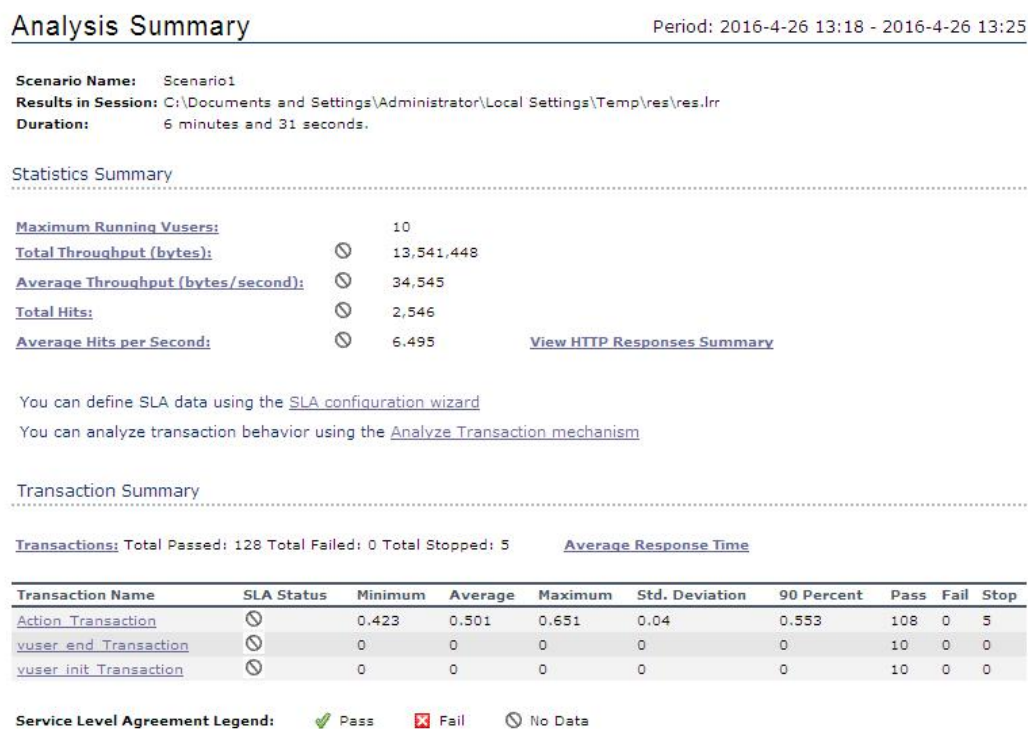 Analysis Summary Period: 2016-4-26 13:18 - 2016-4-26 13:25
Scenario Name: Scenario1
Results in Session: C:\Documents and Settings\Administrator\Local Settings\Temp\res\res.lrr
Duration: 6 minutes and 31 seconds.
Statistics Summary
Maximum Running Vusers: 10
Total Throughput (bytes): 13,541,448
Average Throughput (bytes/second): 34,545
Total Hits: 2,546
Average Hits per Second: 6.495 View HTTP Responses Summary
You can define SLA data using the SLA configuration wizard
You can analyze transaction behavior using the Analyze Transaction mechanism
Transaction Summary
Transactions: Total Passed: 128 Total Failed: 0 Total Stopped: 5 Average Response Time
Transaction Name SLA Status Minimum Average Maximum Std. Deviation 90 Percent Pass Fail Stop
Action_Transaction 0.423 0.501 0.651 0.04 0.553 108 0 5
vuser_end_Transaction 0 0 0 0 0 10 0 0
vuser_init_Transaction 0 0 0 0 0 10 0 0
Service Level Agreement Legend: Pass Fail No Data